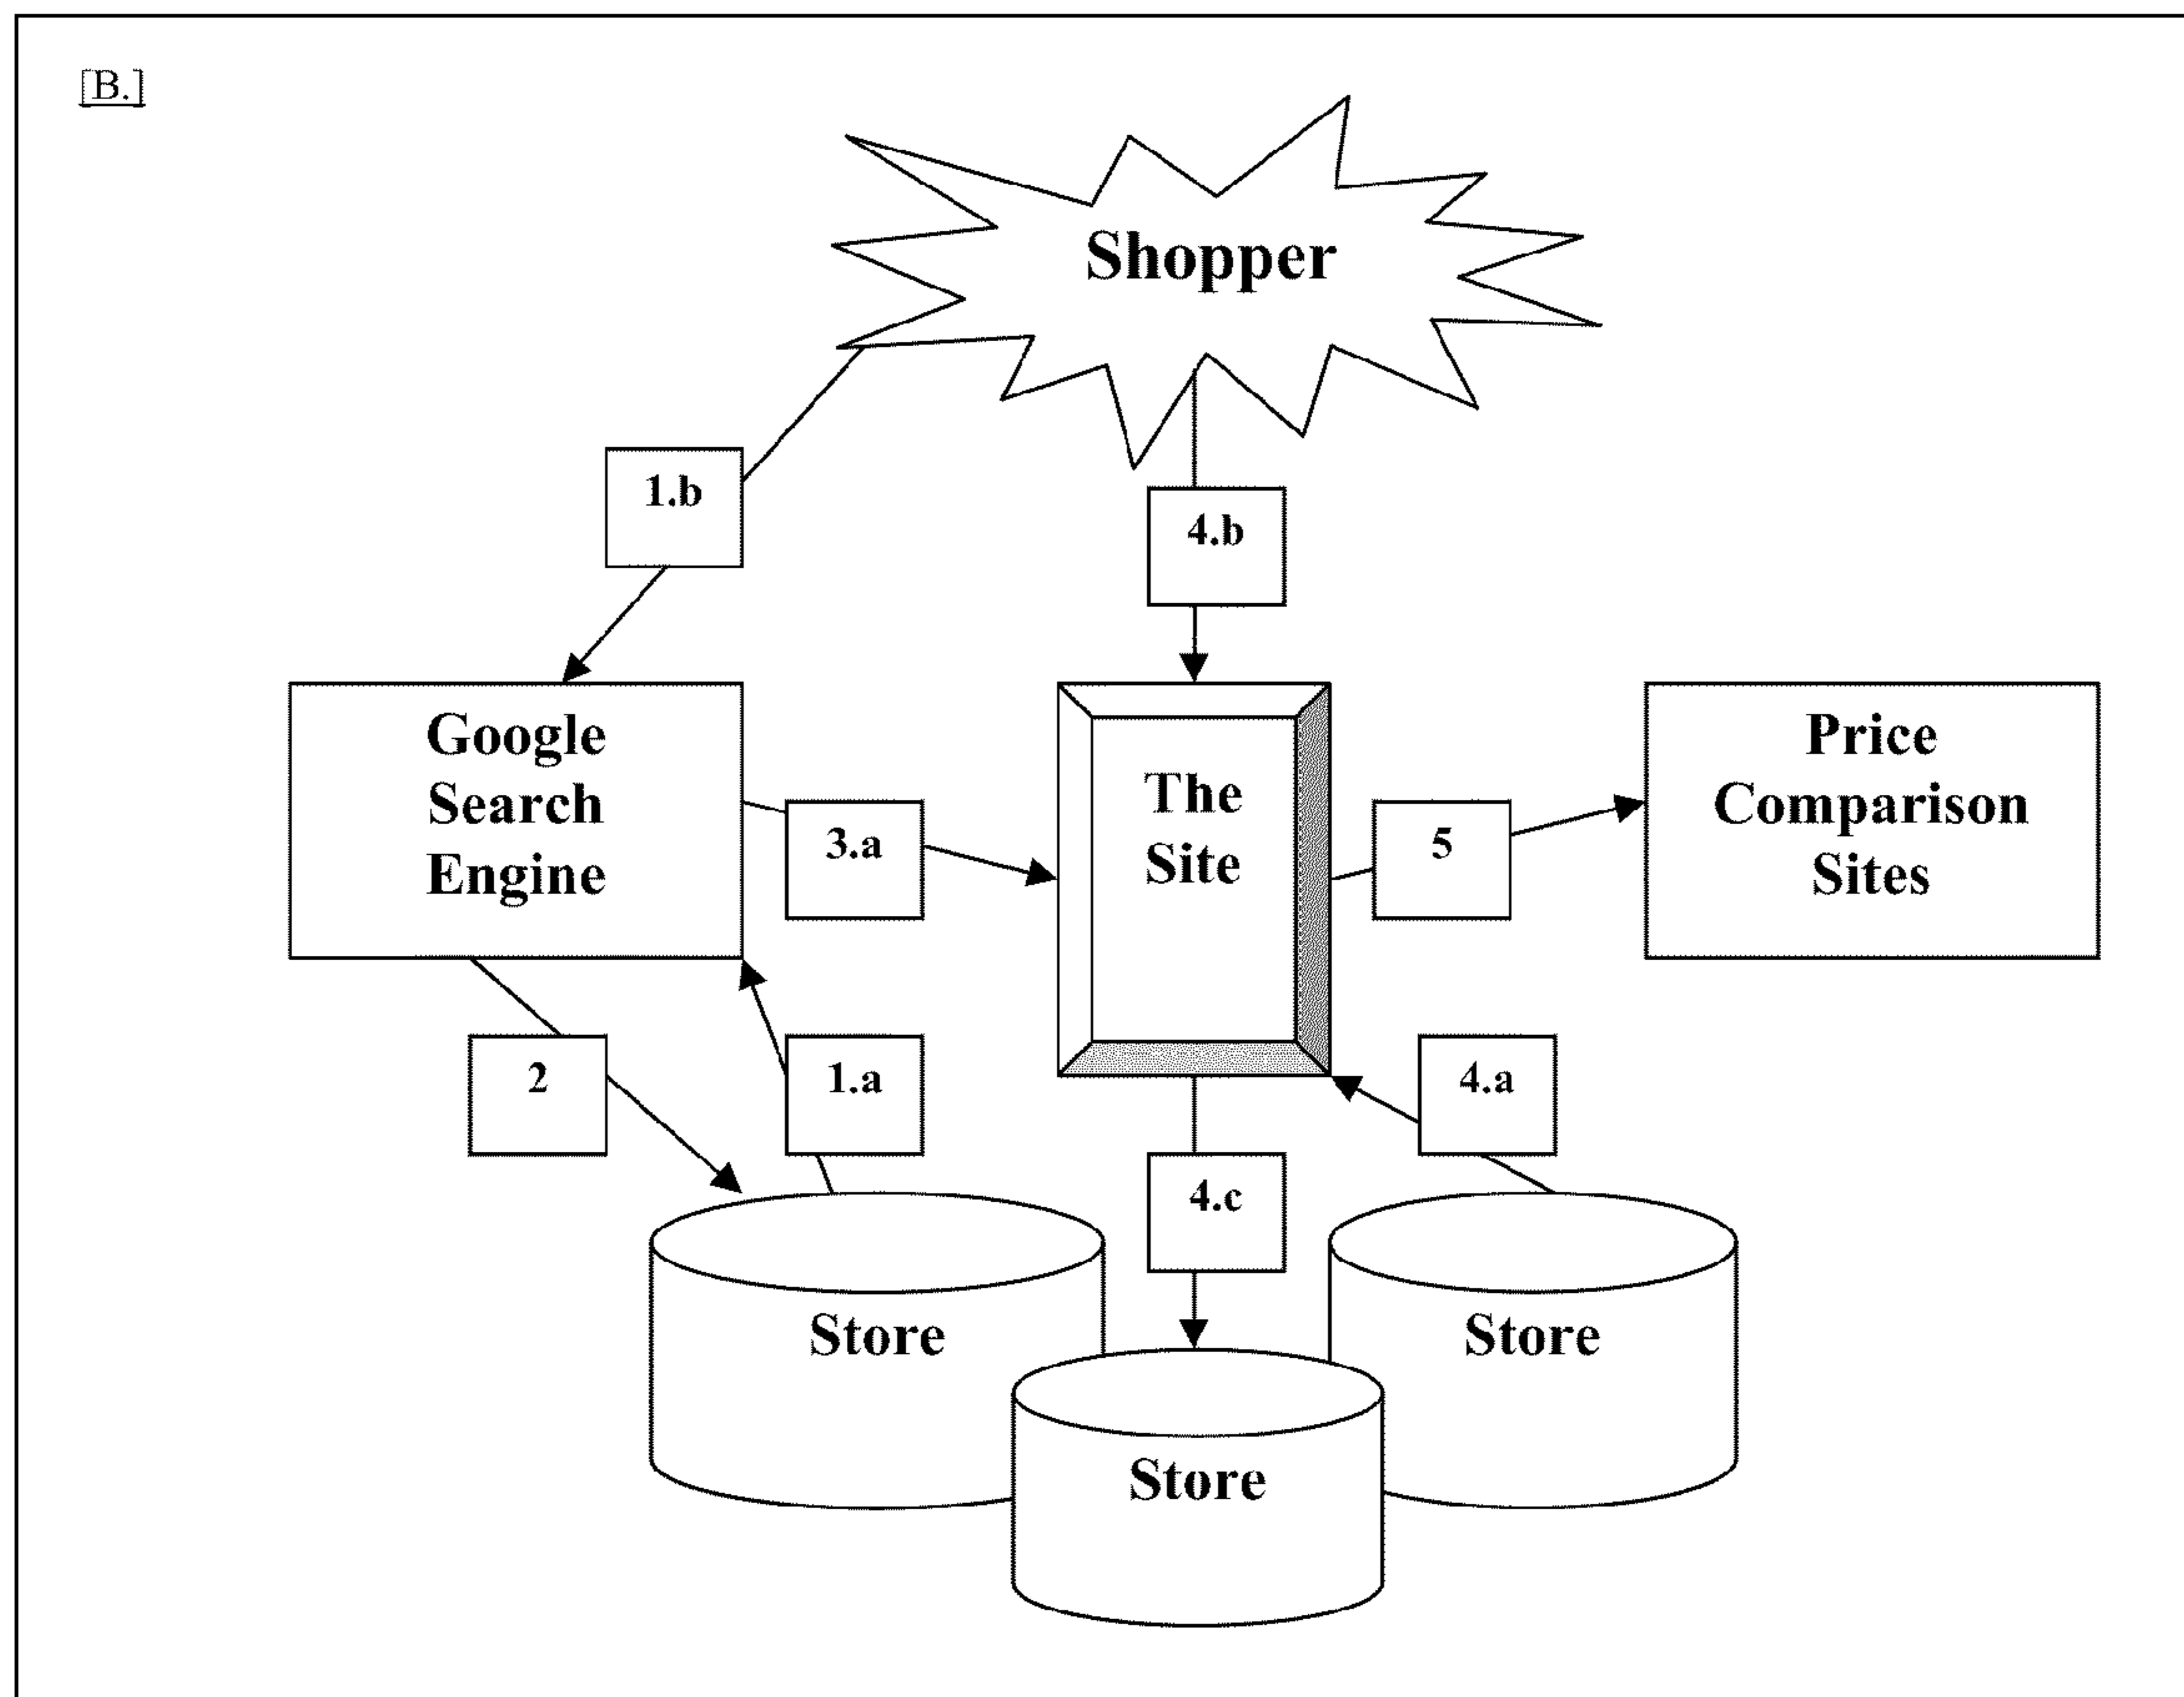 [B.]
Shopper
1.b
4.b
Google
Search
Engine
3.a
The
Site
5
Price
Comparison
Sites
2
1.a
4.c
4.a
Store
Store
Store